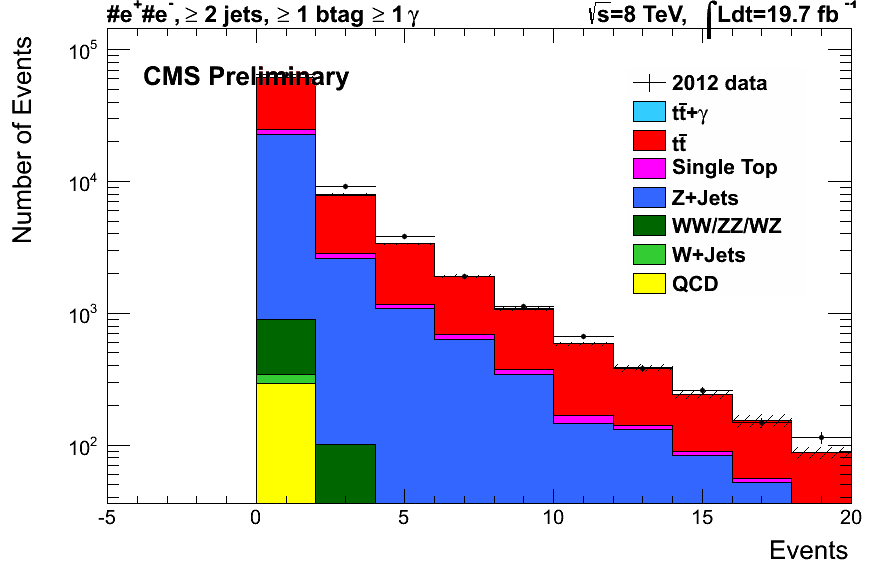 #e⁺#e⁻, ≥ 2 jets, ≥ 1 btag ≥ 1 γ
√s=8 TeV, ∫Ldt=19.7 fb⁻¹
CMS Preliminary
Number of Events
10⁵
10⁴
10³
10²
2012 data
tt̄+γ
tt̄
Single Top
Z+Jets
WW/ZZ/WZ
W+Jets
QCD
-5 0 5 10 15 20
Events